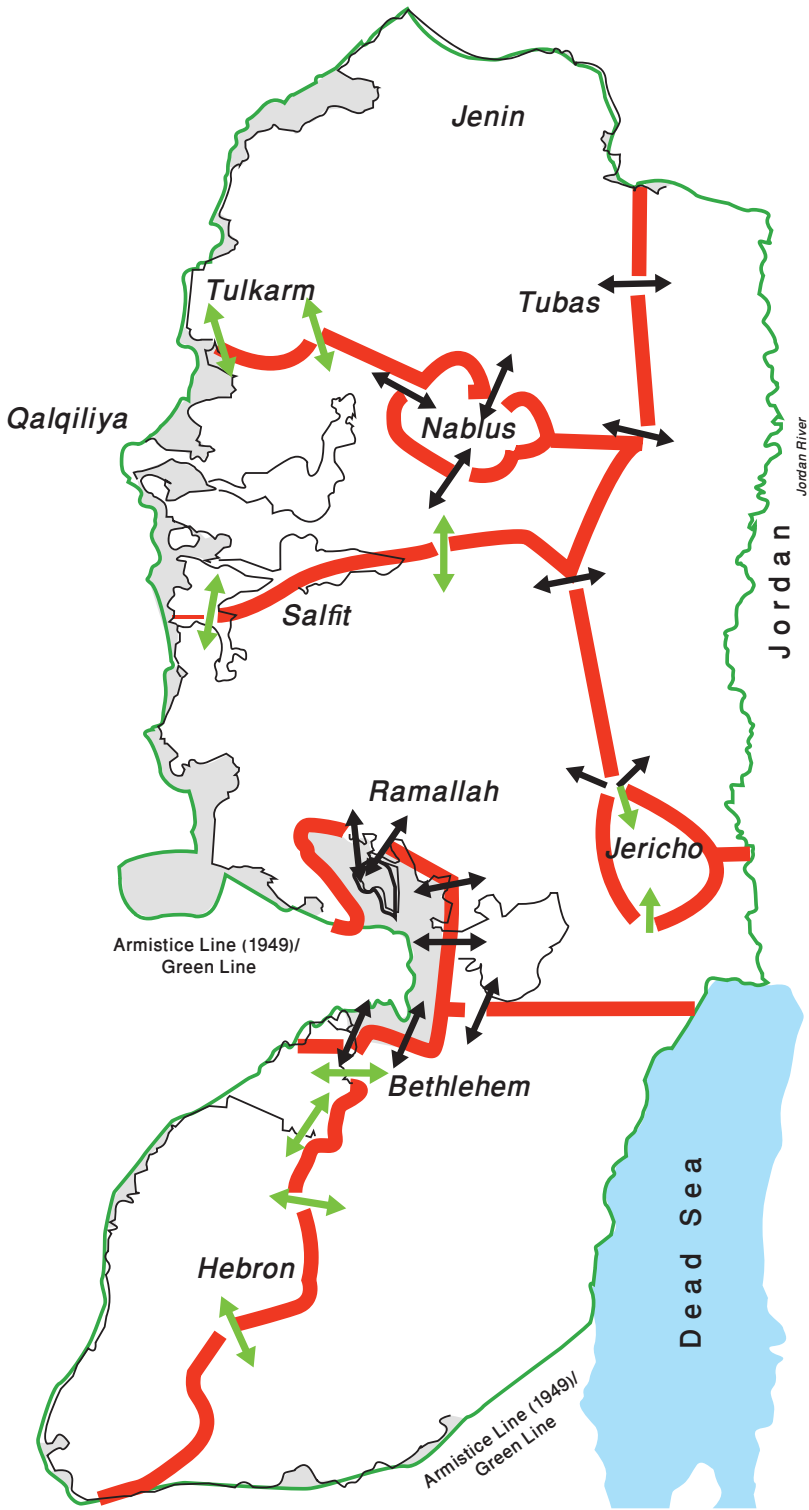 Jenin
Tulkarm
Tubas
Qalqiliya
Nablus
Jordan River
Jordan
Salfit
Ramallah
Jericho
Armistice Line (1949)/
Green Line
Bethlehem
Dead Sea
Hebron
Armistice Line (1949)/
Green Line